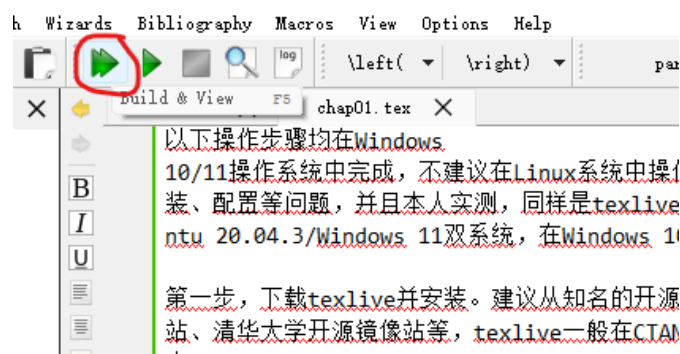 h Wizards Bibliography Macros View Options Help
log \left( \right) par
Build & View F5 chap01.tex
以下操作步骤均在Windows
10/11操作系统中完成，不建议在Linux系统中操
B
装、配置等问题，并且本人实测，同样是texlive
I
ntu 20.04.3/Windows 11双系统，在Windows 10
U
第一步，下载texlive并安装。建议从知名的开源
站、清华大学开源镜像站等，texlive一般在CTAN